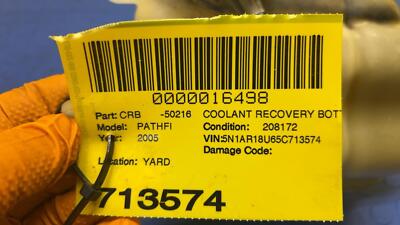 0000016498
Part: CRB -50216 COOLANT RECOVERY BOTT
Model: PATHFI Condition: 208172
Year: 2005 VIN:5N1AR18U65C713574
Damage Code:
Location: YARD
713574